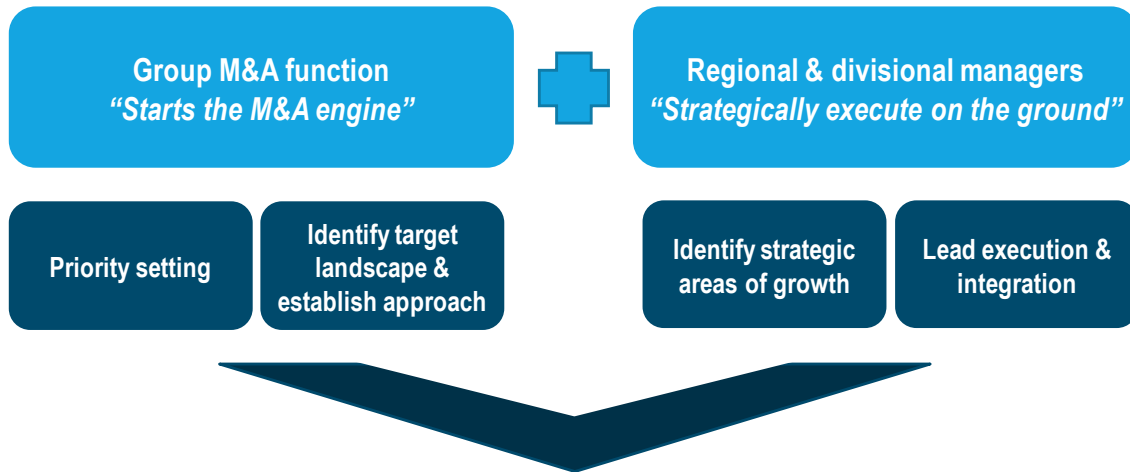 Group M&A function
“Starts the M&A engine”
Regional & divisional managers
“Strategically execute on the ground”
Priority setting
Identify target
landscape &
establish approach
Identify strategic
areas of growth
Lead execution &
integration